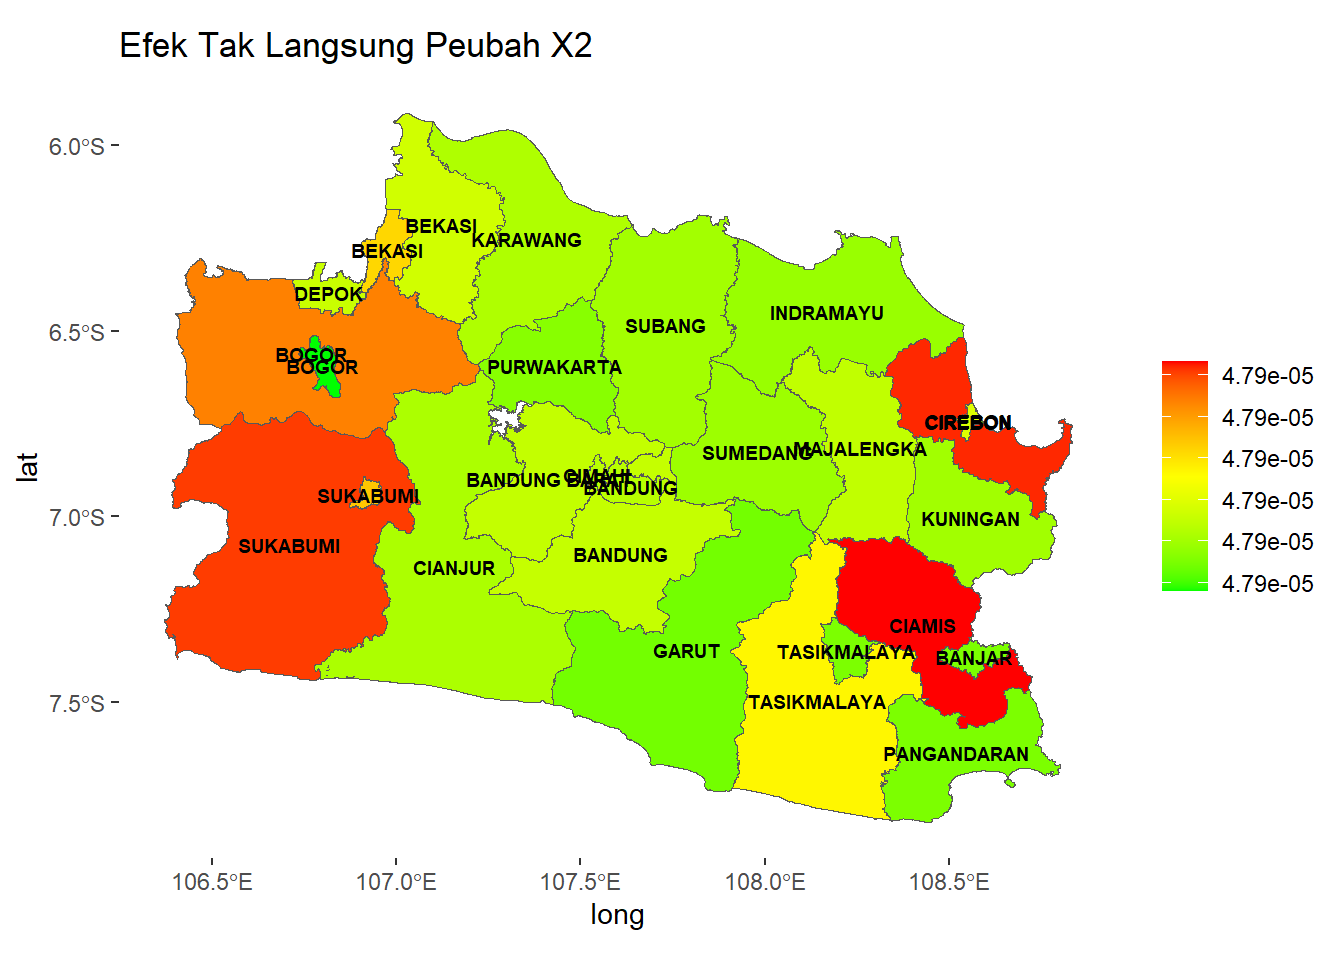 Efek Tak Langsung Peubah X2
lat
6.0°S
6.5°S
7.0°S
7.5°S
BEKASI
BEKASI
KARAWANG
DEPOK
INDRAMAYU
SUBANG
BOGOR
BOGOR
PURWAKARTA
CIREBON
CIREBON
MAJALENGKA
SUMEDANG
CIMAHI
BANDUNG BARAT
BANDUNG
SUKABUMI
KUNINGAN
SUKABUMI
BANDUNG
CIANJUR
CIAMIS
GARUT
TASIKMALAYA
BANJAR
TASIKMALAYA
PANGANDARAN
106.5°E
107.0°E
107.5°E
108.0°E
108.5°E
long
4.79e-05
4.79e-05
4.79e-05
4.79e-05
4.79e-05
4.79e-05